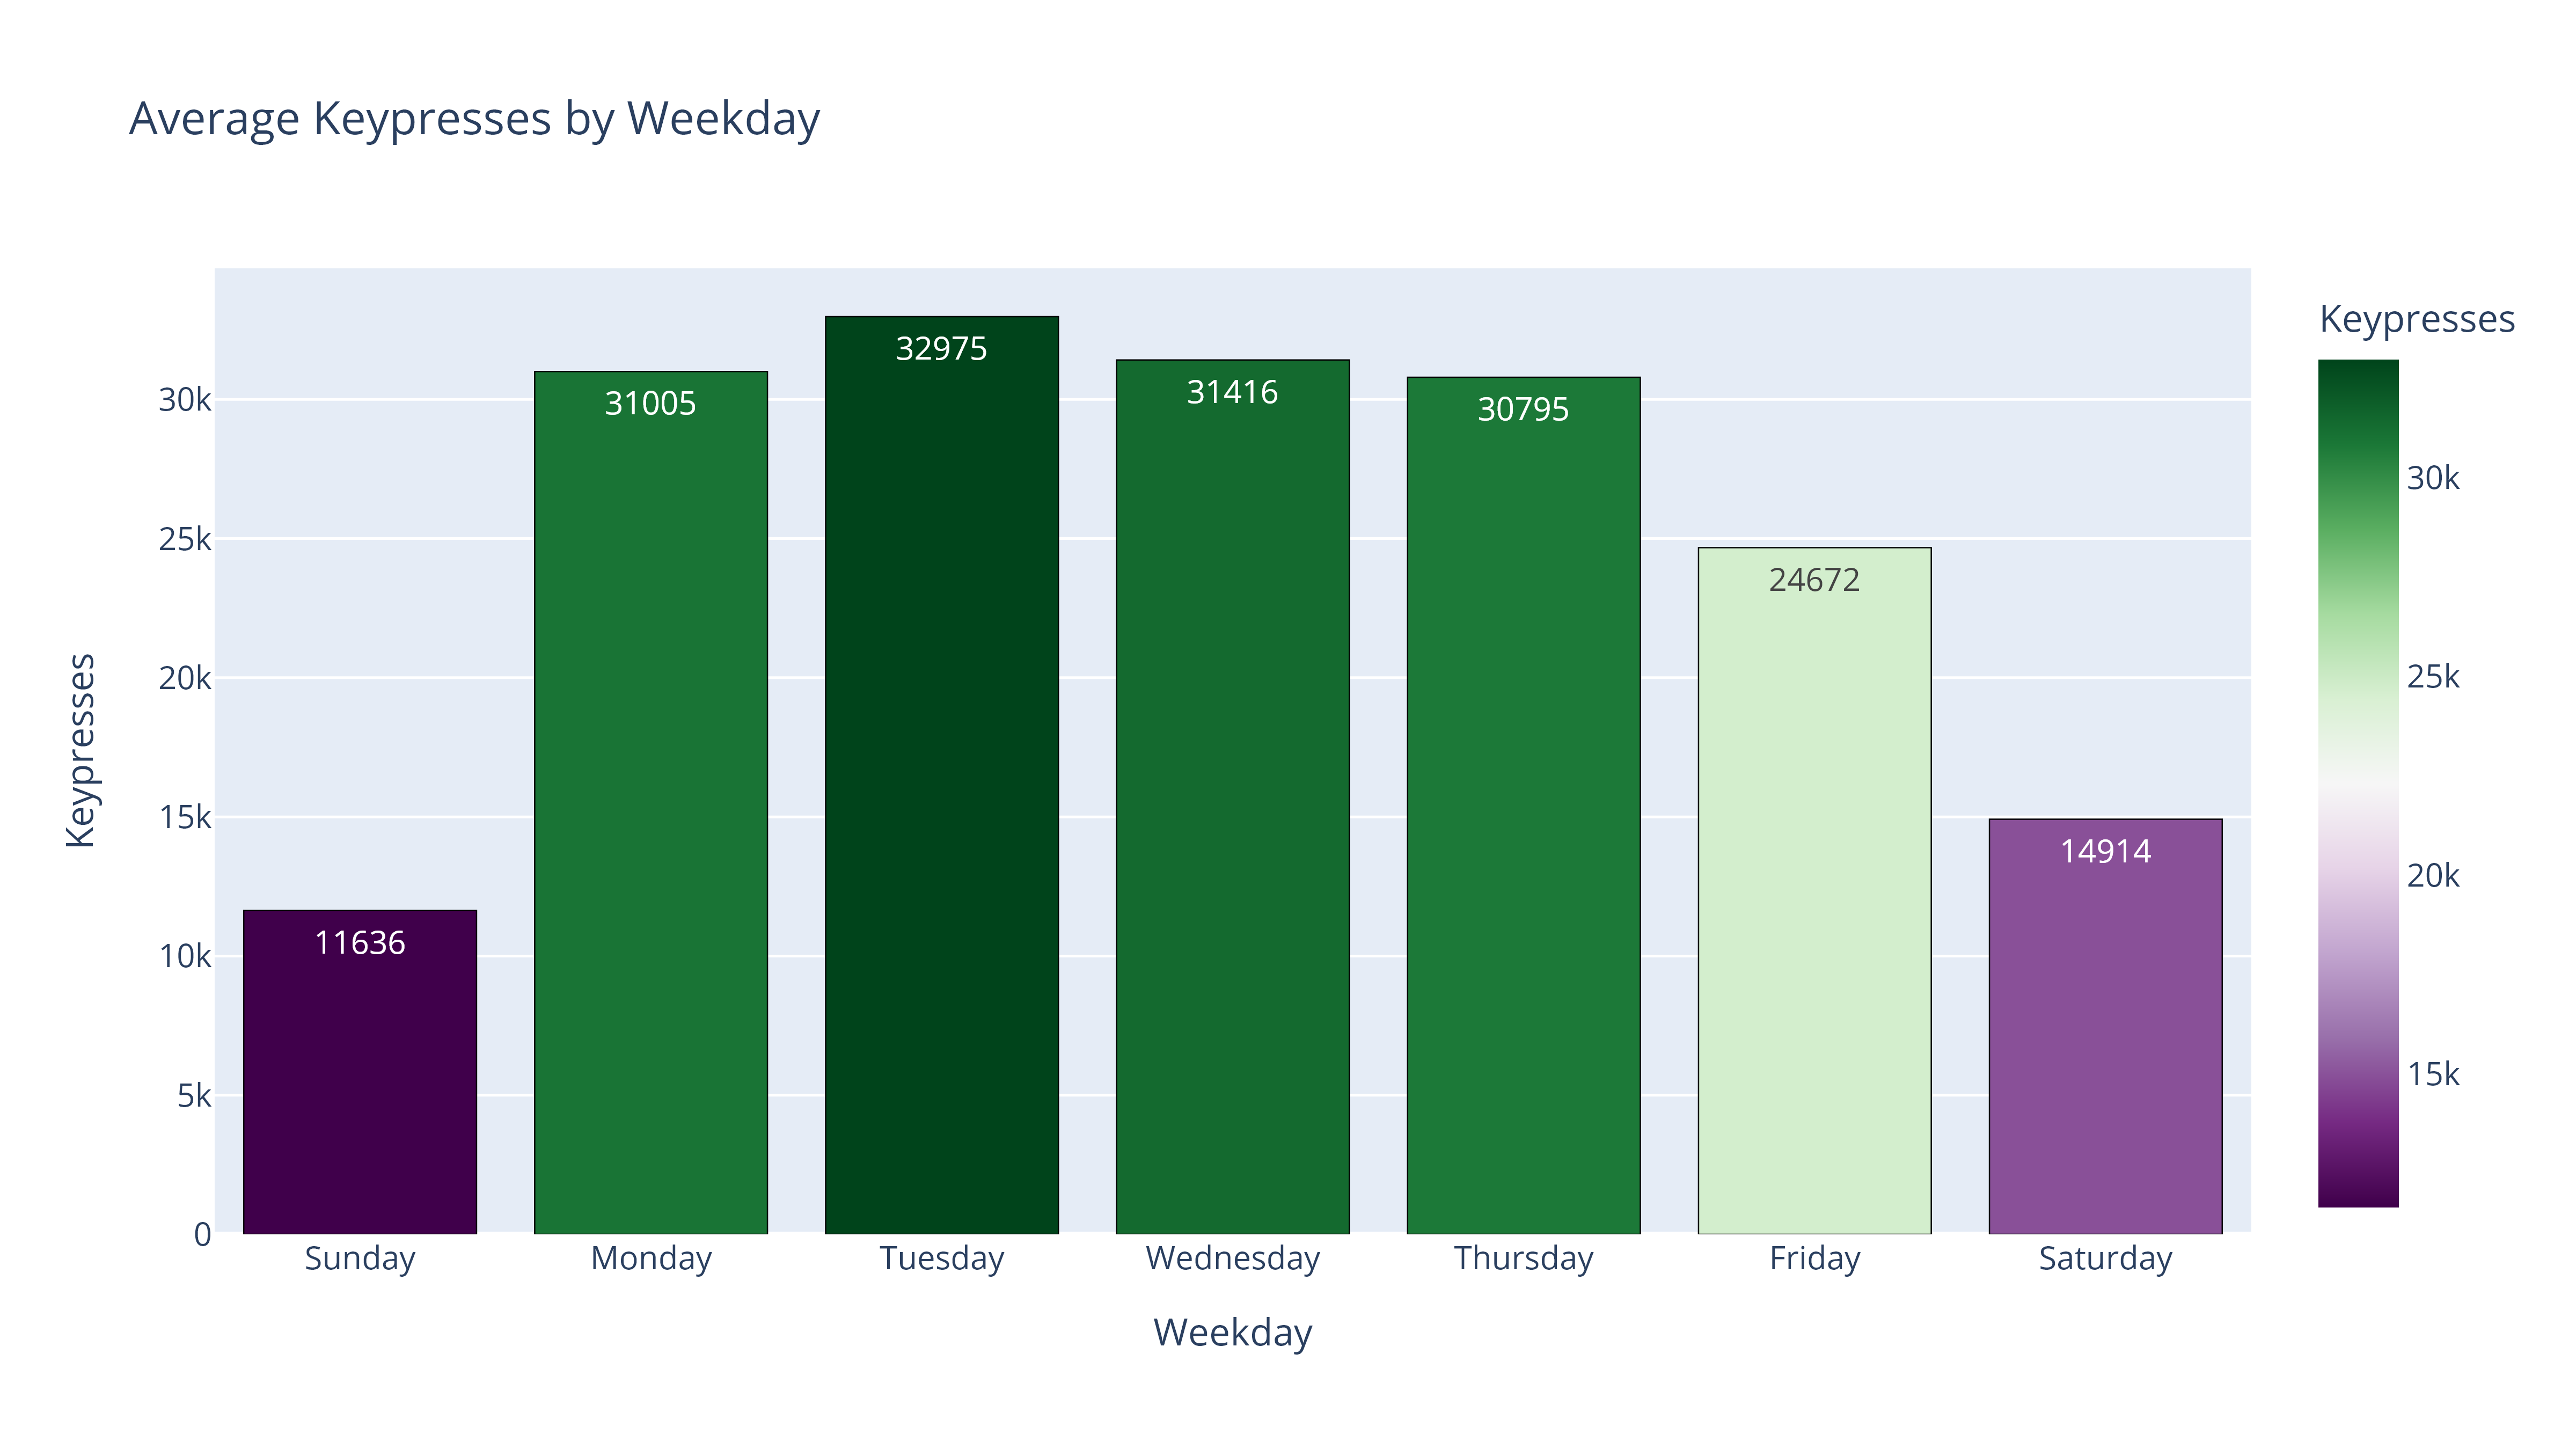 Average Keypresses by Weekday
Keypresses
30k
25k
20k
15k
10k
5k
0
11636
31005
32975
31416
30795
24672
14914
Sunday
Monday
Tuesday
Wednesday
Thursday
Friday
Saturday
Weekday
Keypresses
30k
25k
20k
15k